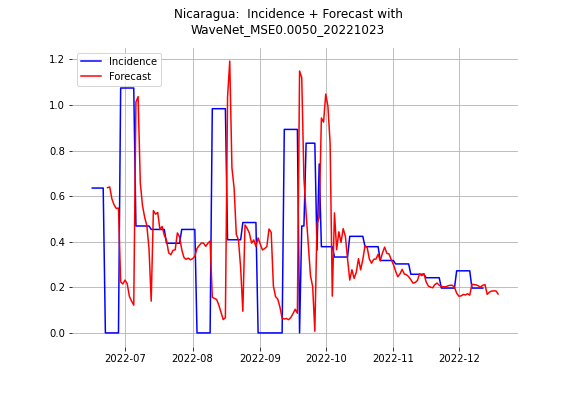 Nicaragua:  Incidence + Forecast with
WaveNet_MSE0.0050_20221023
Incidence
Forecast
1.2
1.0
0.8
0.6
0.4
0.2
0.0
2022-07 2022-08 2022-09 2022-10 2022-11 2022-12